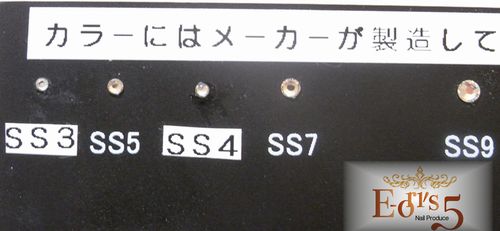 カラーにはメーカーが製造して
SS3 SS5 SS4 SS7 SS9
E-oris 5
Nail Produce